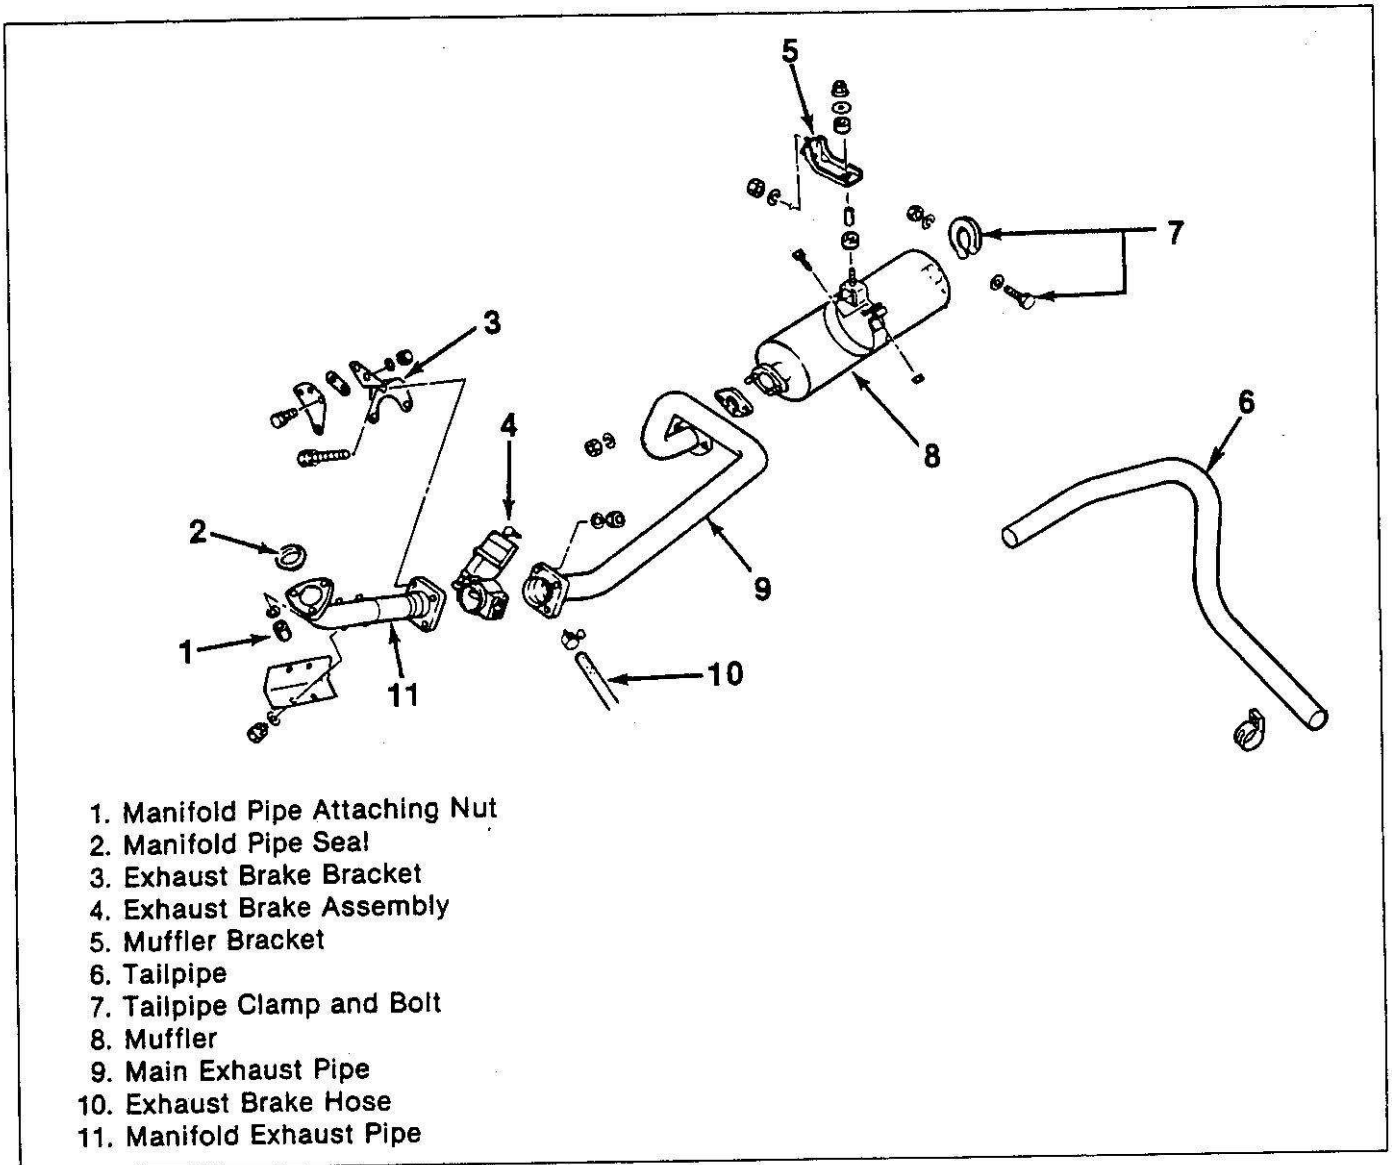 5
7
3
6
4
8
2
9
1
10
11
1. Manifold Pipe Attaching Nut
2. Manifold Pipe Seal
3. Exhaust Brake Bracket
4. Exhaust Brake Assembly
5. Muffler Bracket
6. Tailpipe
7. Tailpipe Clamp and Bolt
8. Muffler
9. Main Exhaust Pipe
10. Exhaust Brake Hose
11. Manifold Exhaust Pipe